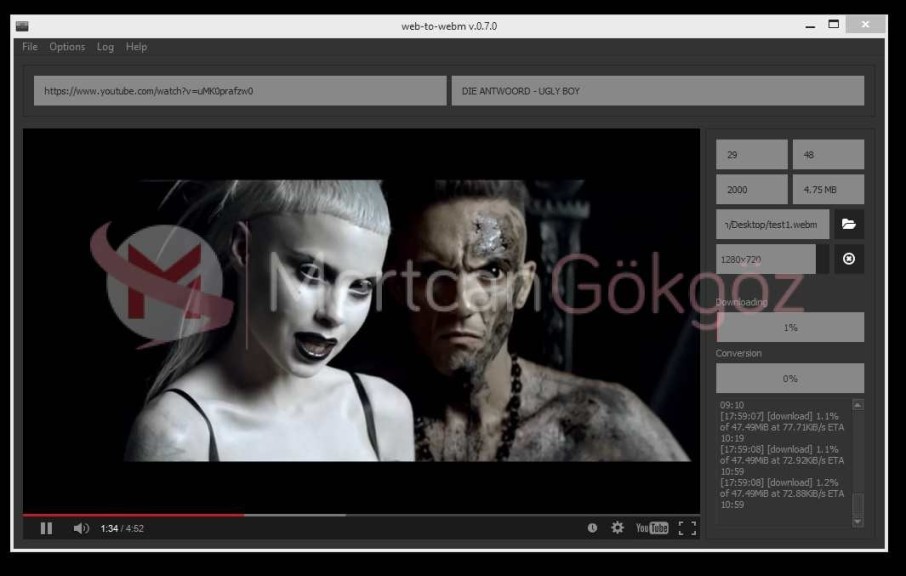 web-to-webm v.0.7.0
File Options Log Help
https://www.youtube.com/watch?v=uMK0prafzw0
DIE ANTWOORD - UGLY BOY
29
48
2000
4.75 MB
/Desktop/test1.webm
1280x720
MertcanGökgöz
Downloading
1%
Conversion
0%
09:10
[17:59:07] [download] 1.1%
of 47.49MiB at 77.71KiB/s ETA
10:19
[17:59:08] [download] 1.1%
of 47.49MiB at 72.92KiB/s ETA
10:59
[17:59:08] [download] 1.2%
of 47.49MiB at 72.88KiB/s ETA
10:59
1:34 / 4:52
YouTube